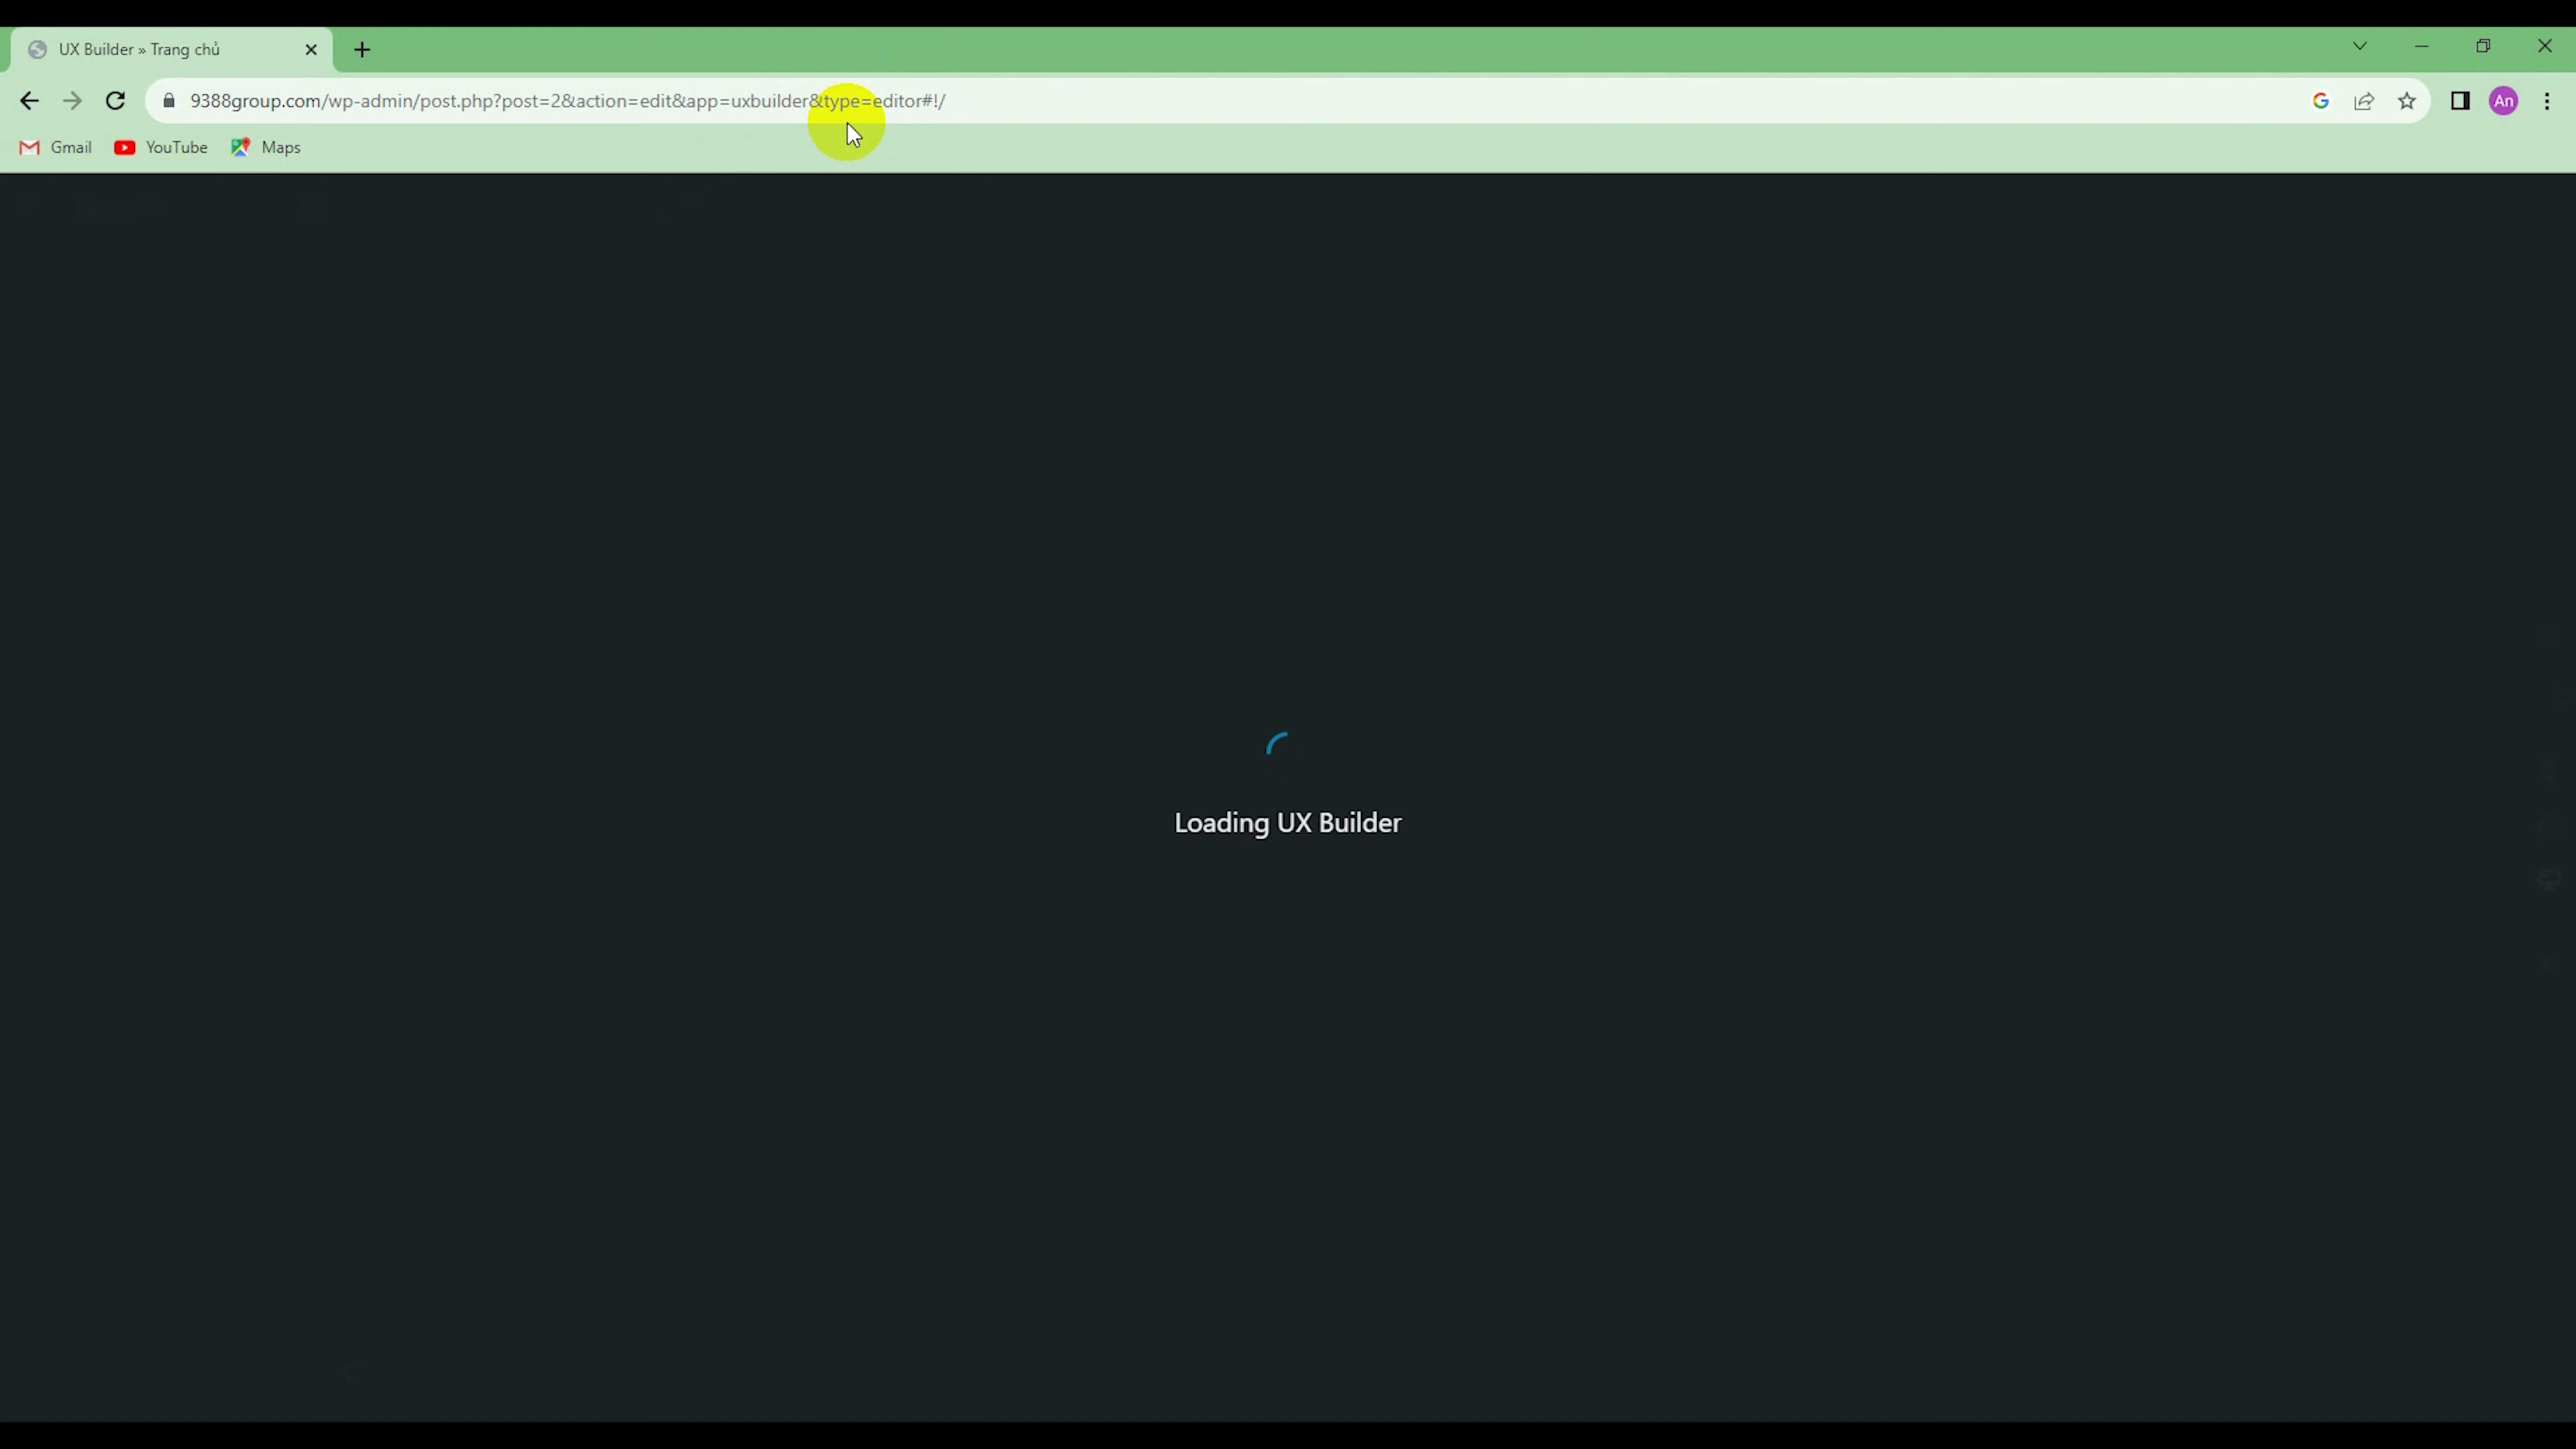 UX Builder » Trang chủ
9388group.com/wp-admin/post.php?post=2&action=edit&app=uxbuilder&type=editor#!/
An
Gmail
YouTube
Maps
Loading UX Builder